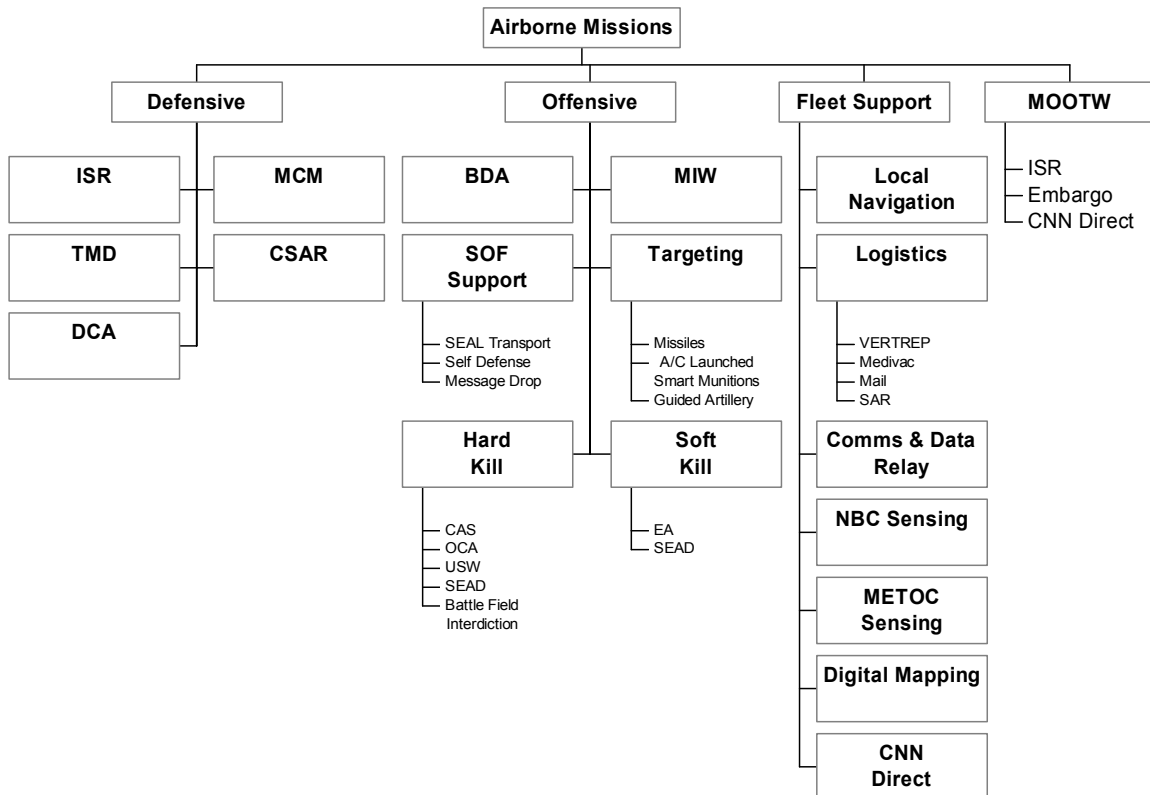 Airborne Missions
Defensive
Offensive
Fleet Support
MOOTW
ISR
MCM
TMD
CSAR
DCA
BDA
MIW
SOF
Support
Targeting
SEAL Transport
Self Defense
Message Drop
Missiles
A/C Launched
Smart Munitions
Guided Artillery
Hard
Kill
Soft
Kill
CAS
OCA
USW
SEAD
Battle Field
Interdiction
EA
SEAD
Local
Navigation
Logistics
VERTREP
Medivac
Mail
SAR
Comms & Data
Relay
NBC Sensing
METOC
Sensing
Digital Mapping
CNN
Direct
ISR
Embargo
CNN Direct